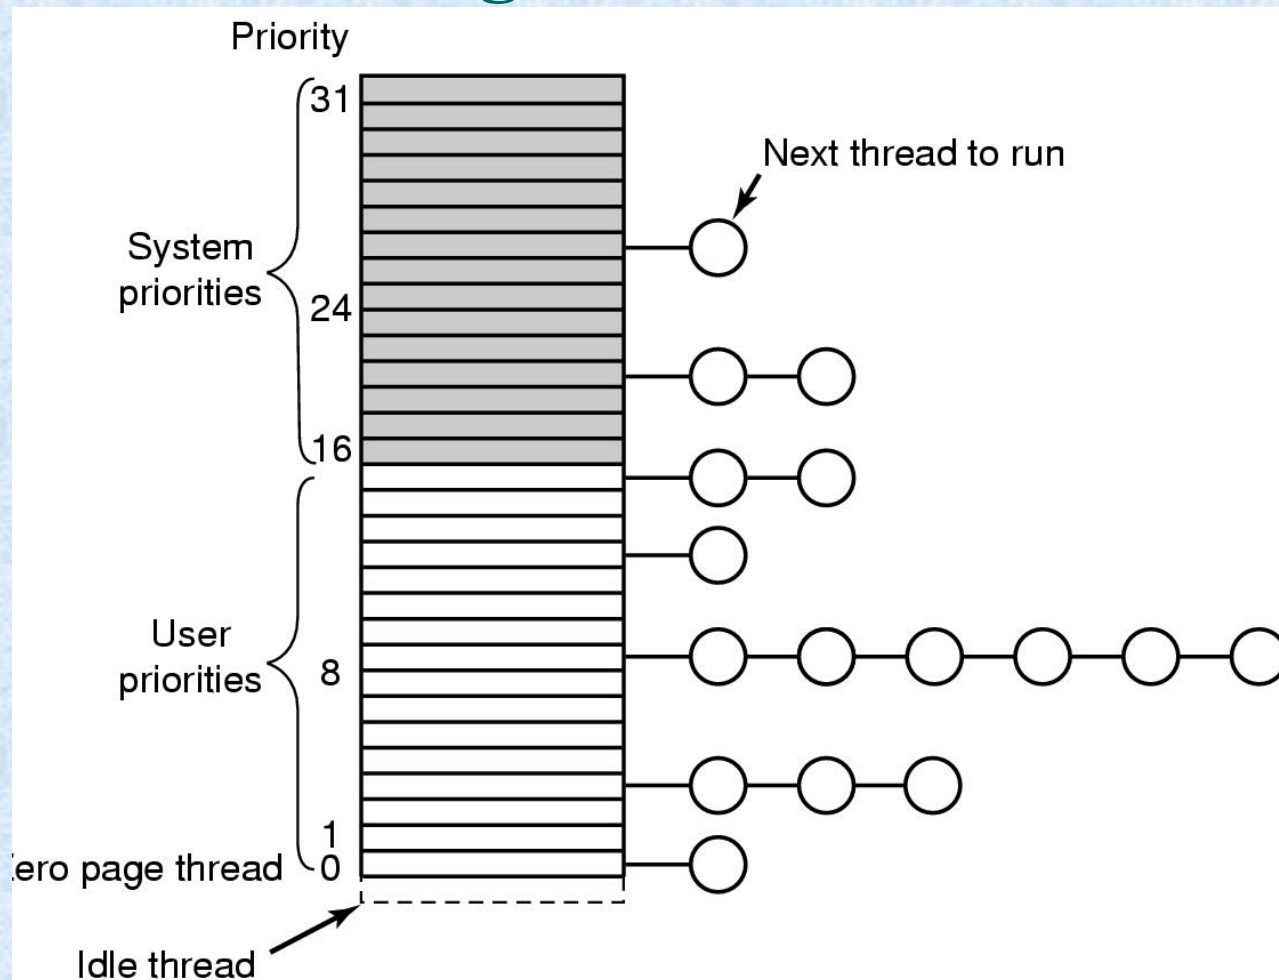 Priority
31
Next thread to run
System
priorities
24
16
User
priorities
8
1
page thread 0
Idle thread